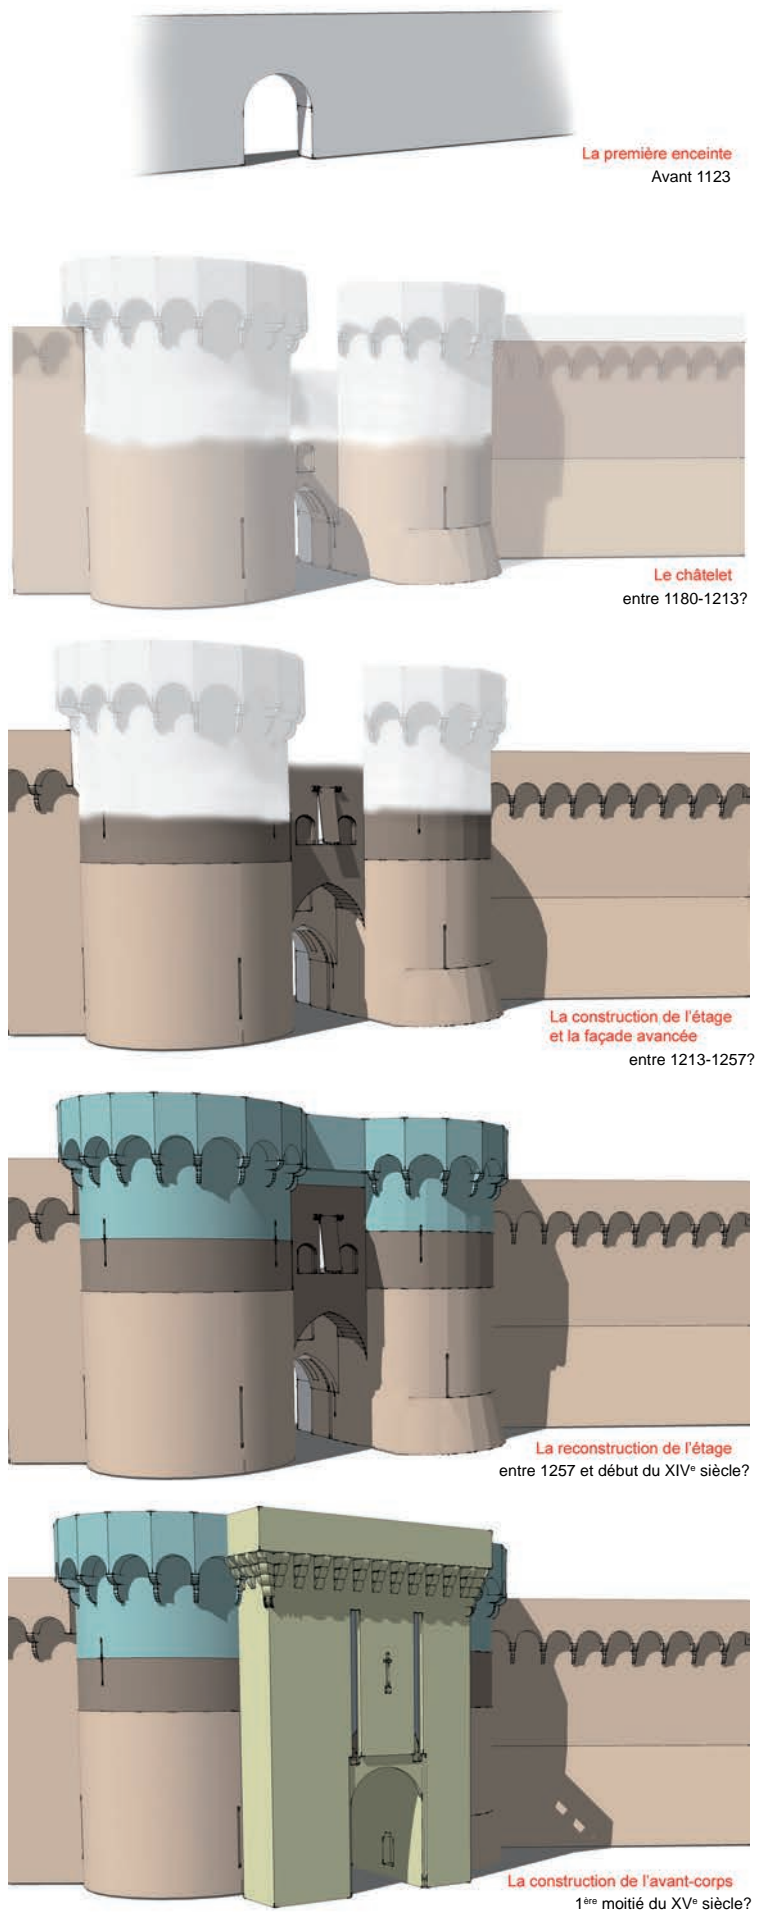 La première enceinte
Avant 1123
Le châtelet
entre 1180-1213?
La construction de l'étage
et la façade avancée
entre 1213-1257?
La reconstruction de l'étage
entre 1257 et début du XIVe siècle?
La construction de l'avant-corps
1ère moitié du XVe siècle?